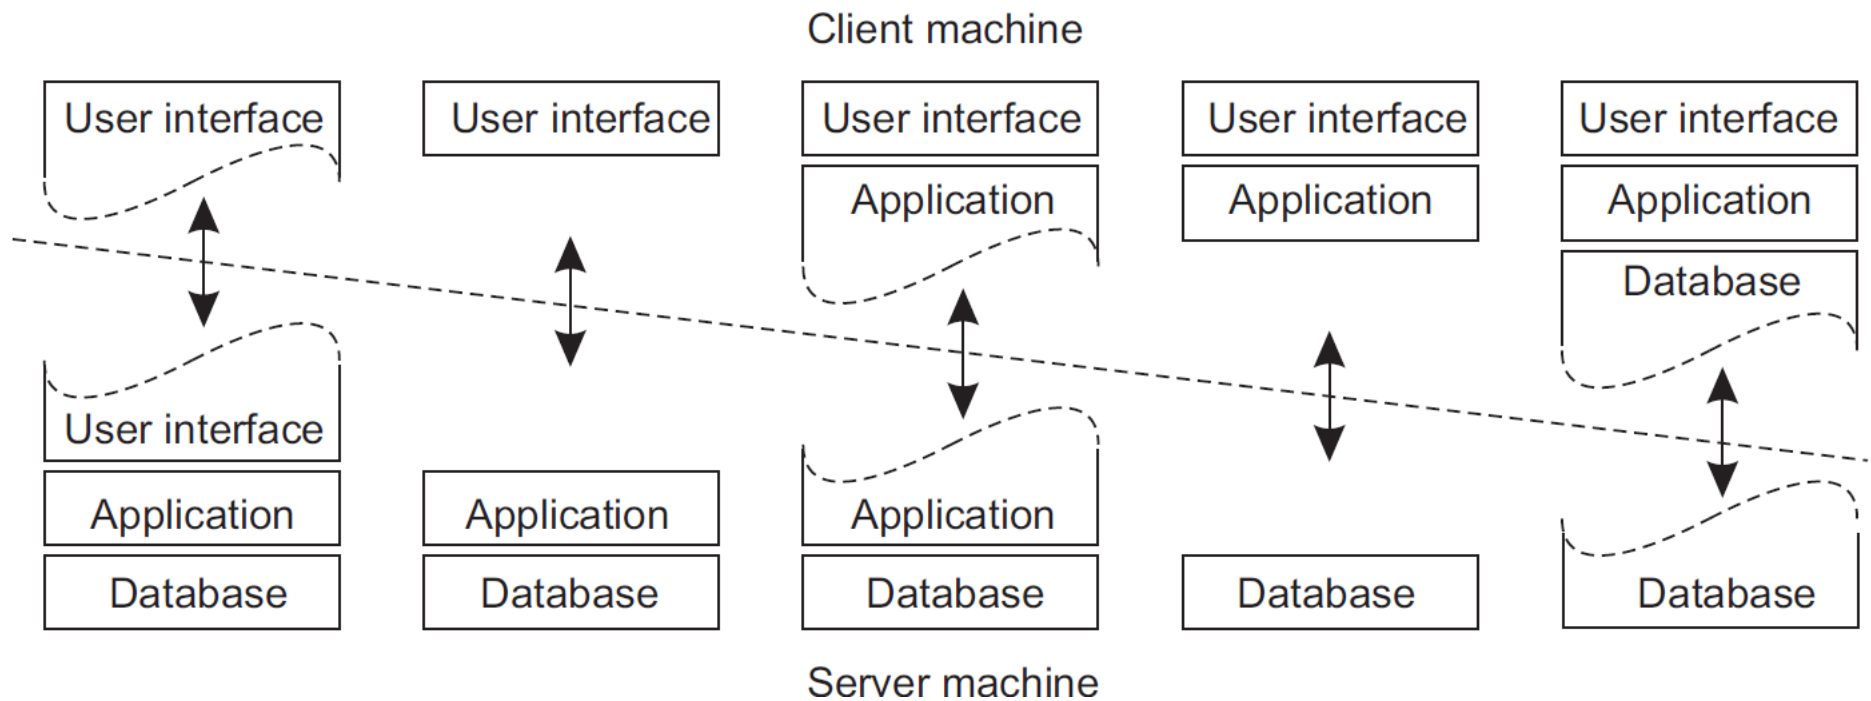 Client machine
User interface
User interface
User interface
User interface
User interface
Application
Application
Application
Database
User interface
Application
Application
Application
Database
Database
Database
Database
Database
Server machine